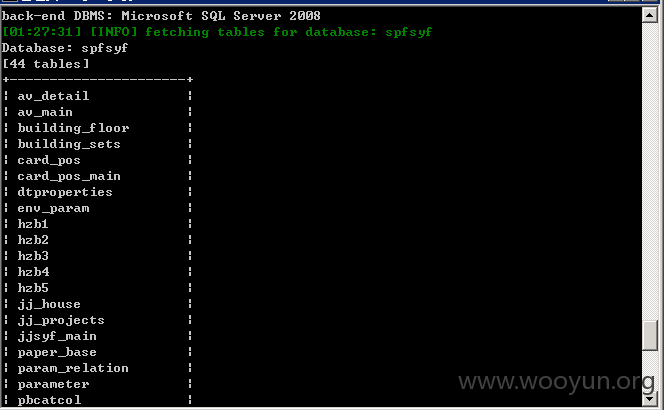 back-end DBMS: Microsoft SQL Server 2008
[01:27:31] [INFO] fetching tables for database: spfsyf
Database: spfsyf
[44 tables]
+----------------------+
¦ av_detail ¦
¦ av_main ¦
¦ building_floor ¦
¦ building_sets ¦
¦ card_pos ¦
¦ card_pos_main ¦
¦ dtproperties ¦
¦ env_param ¦
¦ hzb1 ¦
¦ hzb2 ¦
¦ hzb3 ¦
¦ hzb4 ¦
¦ hzb5 ¦
¦ jj_house ¦
¦ jj_projects ¦
¦ jjsyf_main ¦
¦ paper_base ¦
¦ param_relation ¦
¦ parameter ¦
¦ pbcatcol ¦
www.wooyun.org